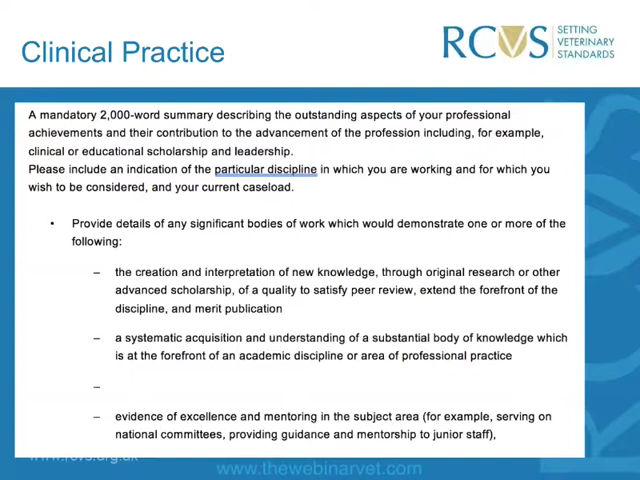 Clinical Practice
RCVS
SETTING
VETERINARY
STANDARDS
A mandatory 2,000-word summary describing the outstanding aspects of your professional
achievements and their contribution to the advancement of the profession including, for example,
clinical or educational scholarship and leadership.
Please include an indication of the particular discipline in which you are working and for which you
wish to be considered, and your current caseload.
• Provide details of any significant bodies of work which would demonstrate one or more of the
following:
– the creation and interpretation of new knowledge, through original research or other
advanced scholarship, of a quality to satisfy peer review, extend the forefront of the
discipline, and merit publication
– a systematic acquisition and understanding of a substantial body of knowledge which
is at the forefront of an academic discipline or area of professional practice
–
– evidence of excellence and mentoring in the subject area (for example, serving on
national committees, providing guidance and mentorship to junior staff),
www.rcvs.org.uk
www.thewebinarvet.com